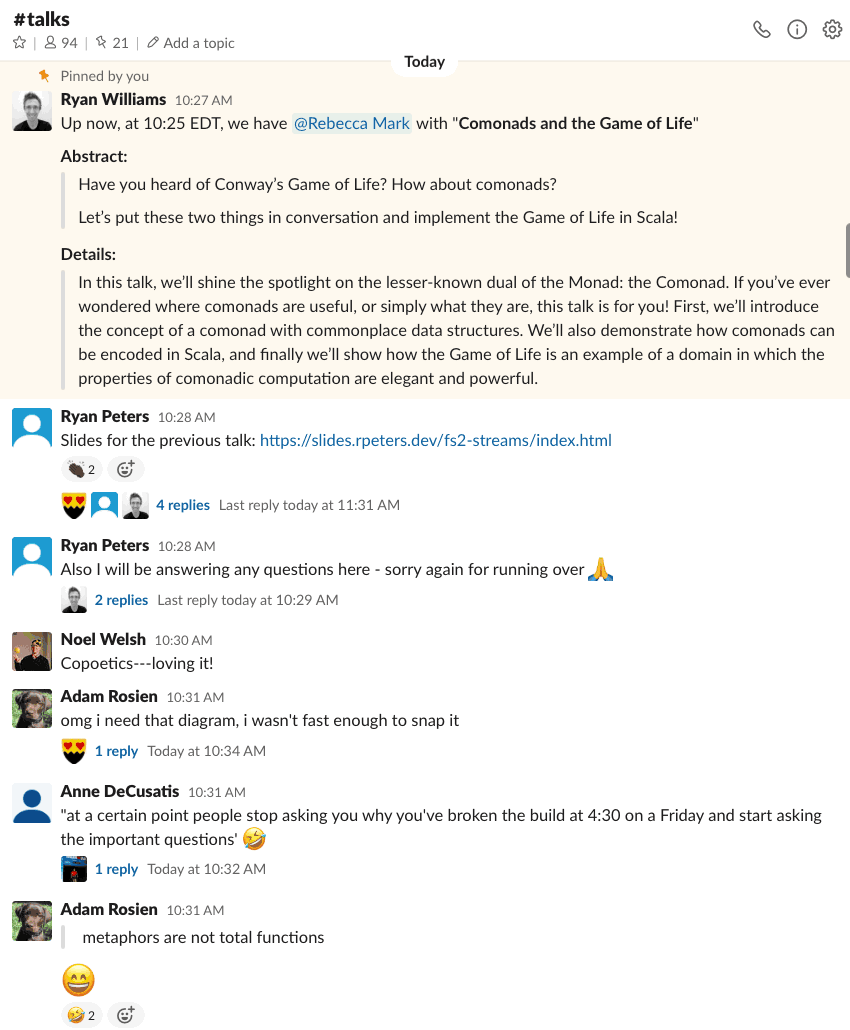 #talks
94 | 21 | Add a topic
Today
Pinned by you
Ryan Williams 10:27 AM
Up now, at 10:25 EDT, we have @Rebecca Mark with "Comonads and the Game of Life"
Abstract:
Have you heard of Conway's Game of Life? How about comonads?
Let's put these two things in conversation and implement the Game of Life in Scala!
Details:
In this talk, we'll shine the spotlight on the lesser-known dual of the Monad: the Comonad. If you've ever
wondered where comonads are useful, or simply what they are, this talk is for you! First, we'll introduce
the concept of a comonad with commonplace data structures. We'll also demonstrate how comonads can
be encoded in Scala, and finally we'll show how the Game of Life is an example of a domain in which the
properties of comonadic computation are elegant and powerful.
Ryan Peters 10:28 AM
Slides for the previous talk: https://slides.rpeters.dev/fs2-streams/index.html
2
4 replies Last reply today at 11:31 AM
Ryan Peters 10:28 AM
Also I will be answering any questions here - sorry again for running over 🙏
2 replies Last reply today at 10:29 AM
Noel Welsh 10:30 AM
Copoetics---loving it!
Adam Rosien 10:31 AM
omg i need that diagram, i wasn't fast enough to snap it
1 reply Today at 10:34 AM
Anne DeCusatis 10:31 AM
"at a certain point people stop asking you why you've broken the build at 4:30 on a Friday and start asking
the important questions' 🤣
1 reply Today at 10:32 AM
Adam Rosien 10:31 AM
metaphors are not total functions
😄
🤣 2